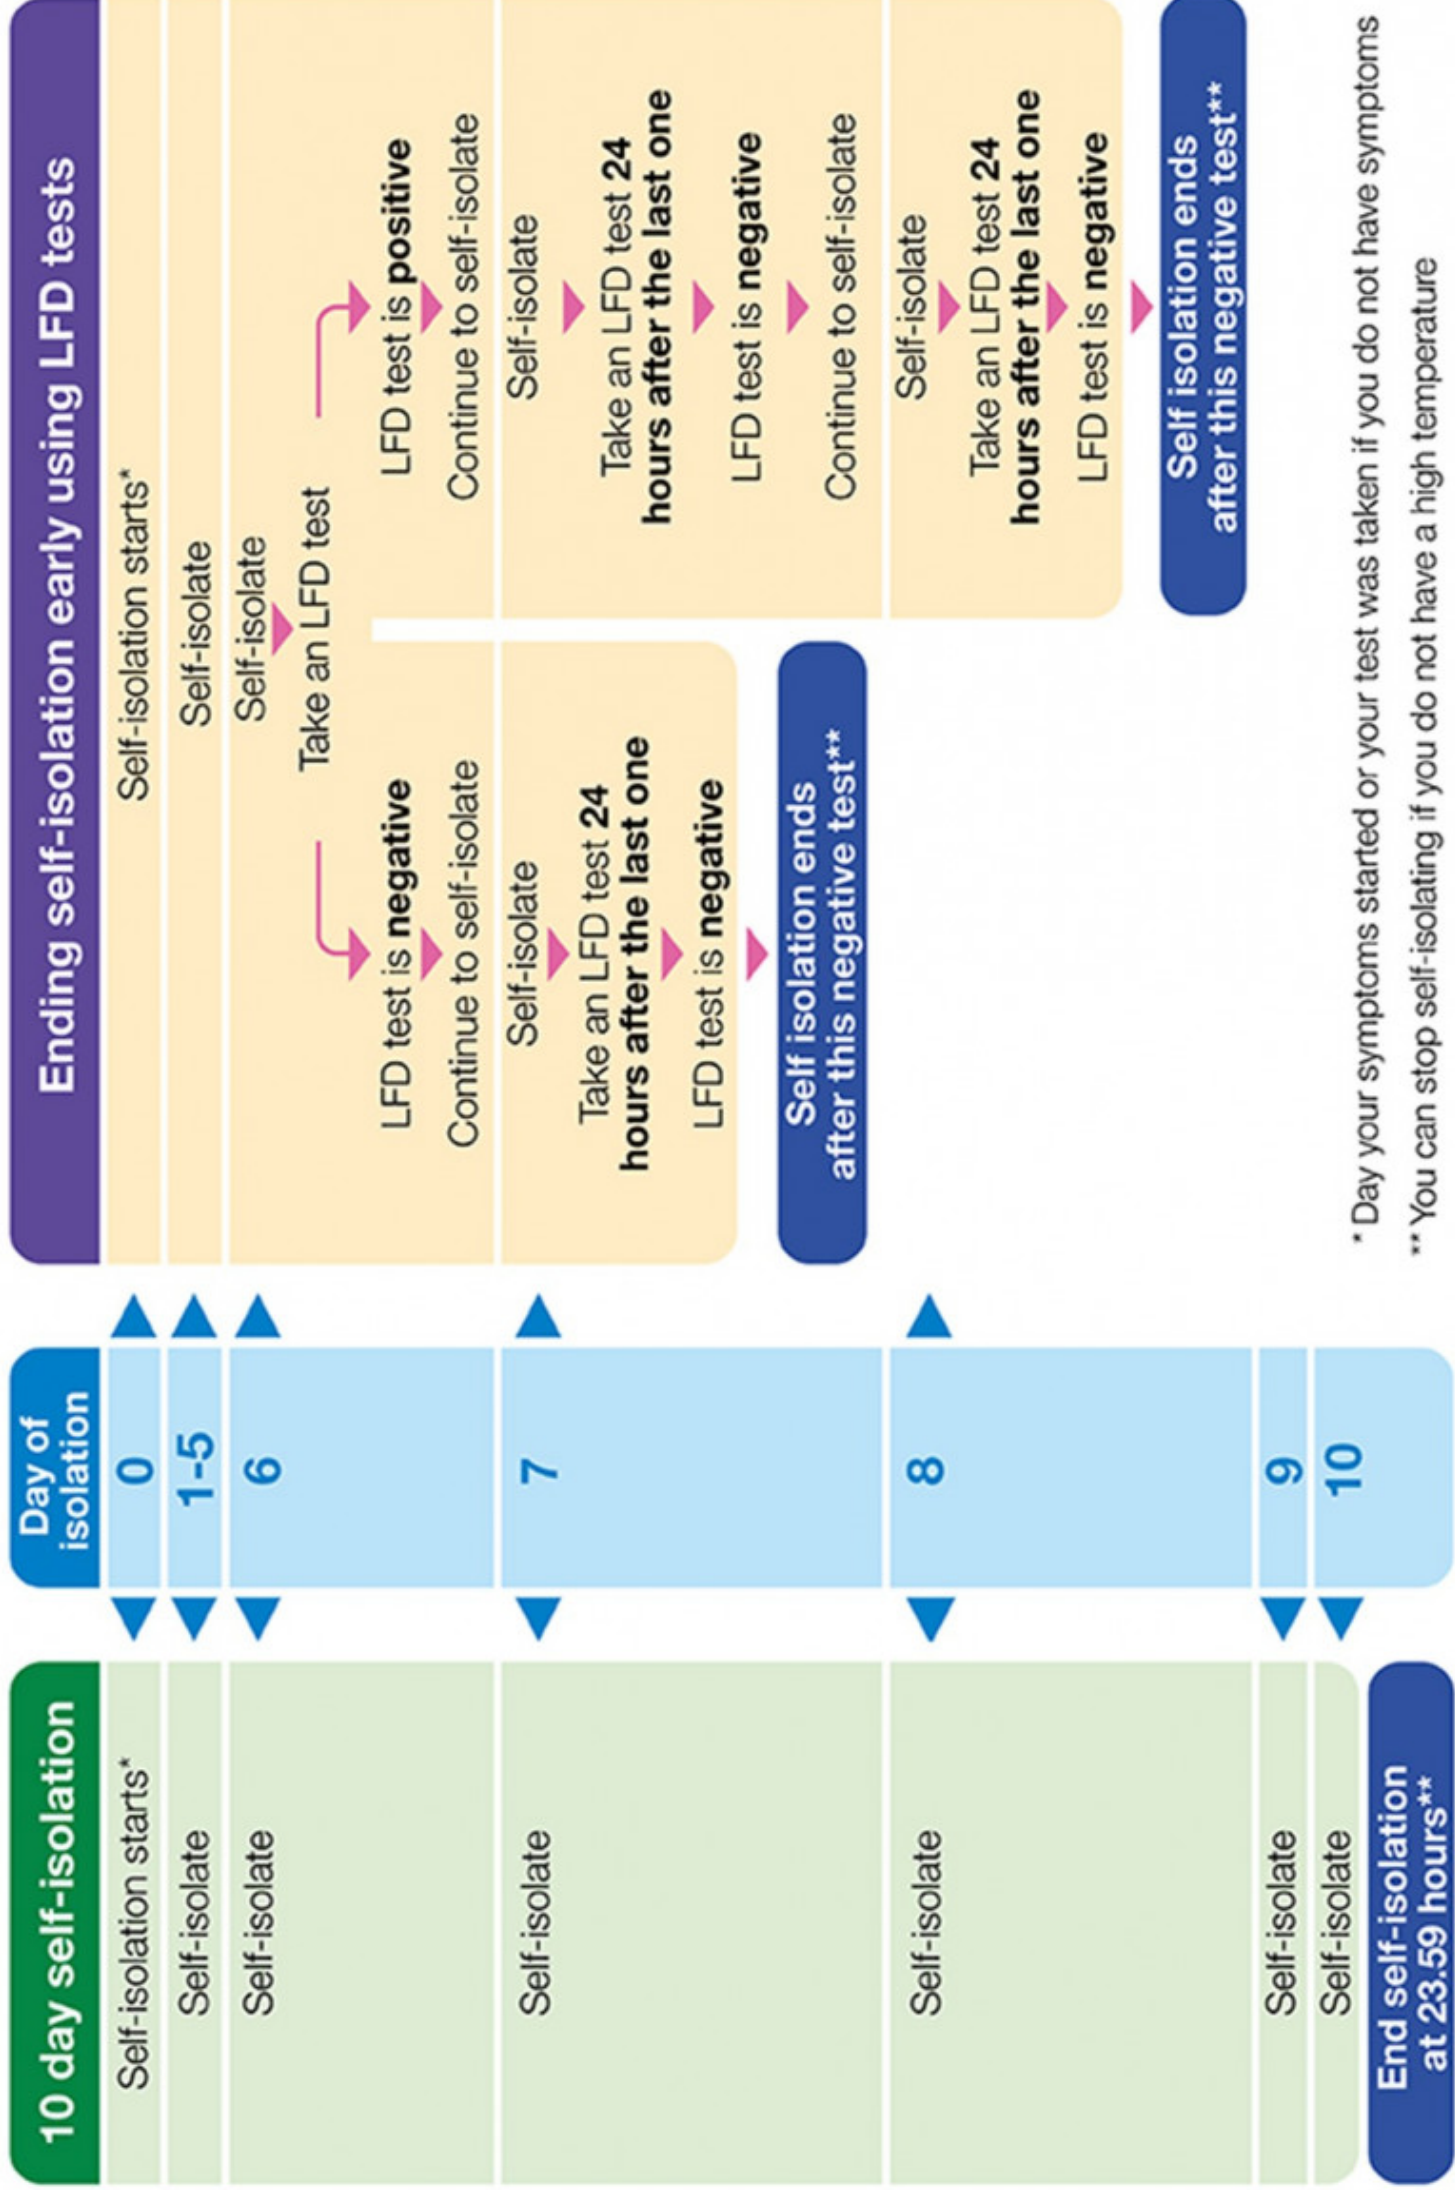 10 day self-isolation
Self-isolation starts*
Self-isolate
Self-isolate
Self-isolate
Self-isolate
Self-isolate
Self-isolate
End self-isolation
at 23.59 hours**
Day of
isolation
0
1-5
6
7
8
9
10
Ending self-isolation early using LFD tests
Self-isolation starts*
Self-isolate
Self-isolate
Take an LFD test
LFD test is negative
Continue to self-isolate
Self-isolate
Take an LFD test 24
hours after the last one
LFD test is negative
Self isolation ends
after this negative test**
LFD test is positive
Continue to self-isolate
Self-isolate
Take an LFD test 24
hours after the last one
LFD test is negative
Continue to self-isolate
Self-isolate
Take an LFD test 24
hours after the last one
LFD test is negative
Self isolation ends
after this negative test**
* Day your symptoms started or your test was taken if you do not have symptoms
** You can stop self-isolating if you do not have a high temperature